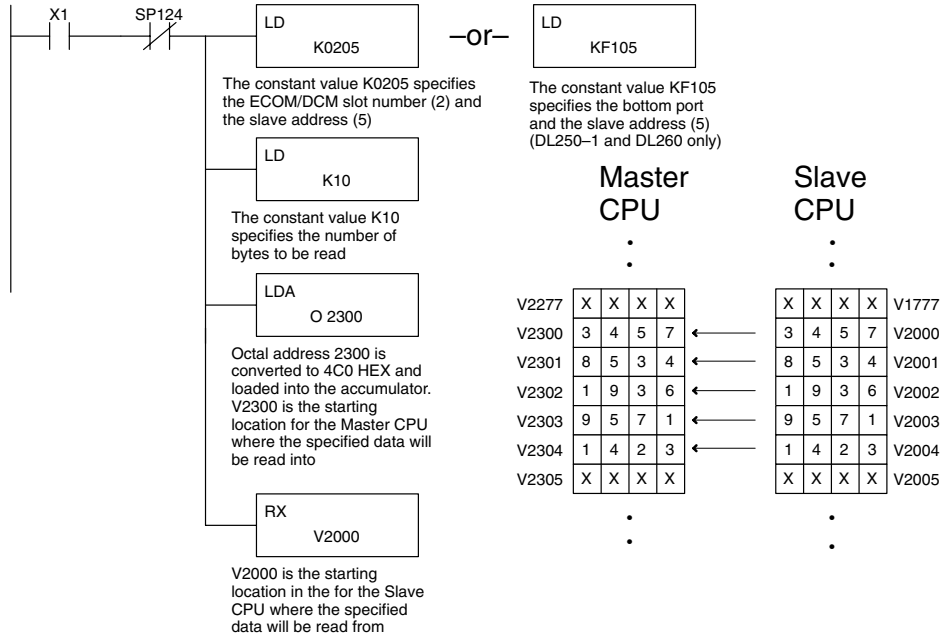 X1
SP124
LD
K0205
–or–
LD
KF105
The constant value K0205 specifies
the ECOM/DCM slot number (2) and
the slave address (5)
The constant value KF105
specifies the bottom port
and the slave address (5)
(DL250–1 and DL260 only)
LD
K10
The constant value K10
specifies the number of
bytes to be read
LDA
O 2300
Octal address 2300 is
converted to 4C0 HEX and
loaded into the accumulator.
V2300 is the starting
location for the Master CPU
where the specified data will
be read into
RX
V2000
V2000 is the starting
location in the for the Slave
CPU where the specified
data will be read from
Master
CPU
Slave
CPU
V2277 X X X X X X X X V1777
V2300 3 4 5 7 3 4 5 7 V2000
V2301 8 5 3 4 8 5 3 4 V2001
V2302 1 9 3 6 1 9 3 6 V2002
V2303 9 5 7 1 9 5 7 1 V2003
V2304 1 4 2 3 1 4 2 3 V2004
V2305 X X X X X X X X V2005